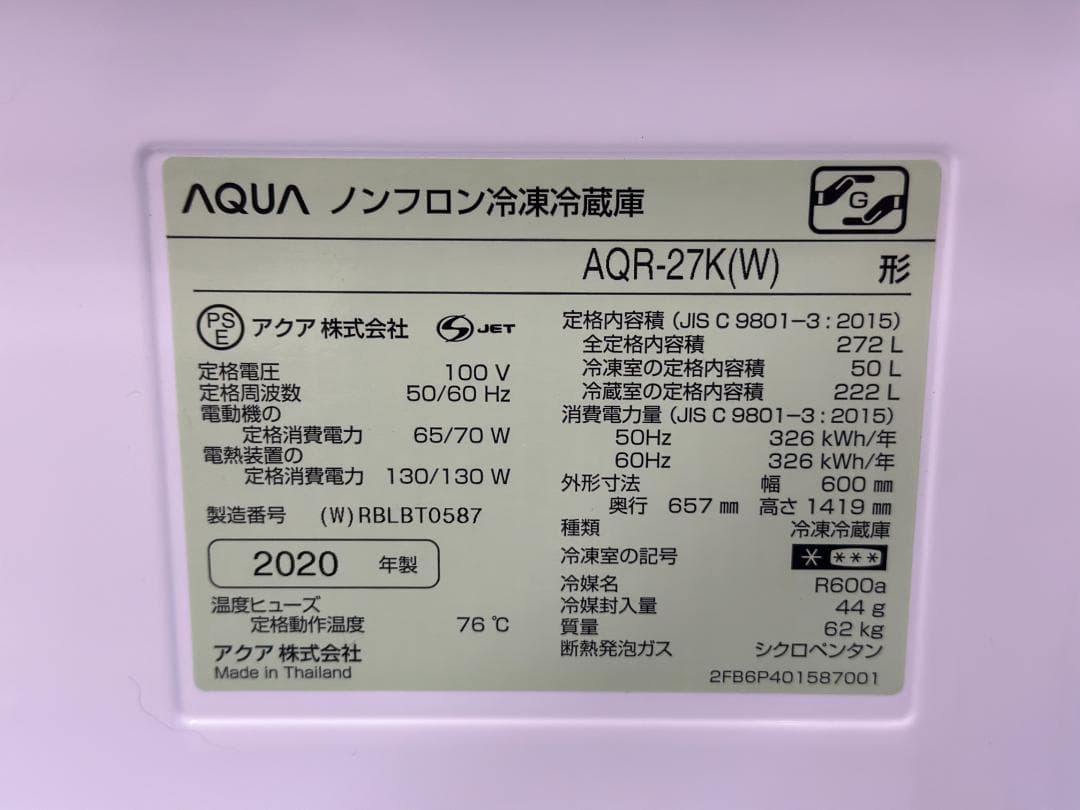 AQUA ノンフロン冷凍冷蔵庫
G
AQR-27K(W) 形
PS E アクア 株式会社 S JET
定格電圧 100 V
定格周波数 50/60 Hz
電動機の
定格消費電力 65/70 W
電熱装置の
定格消費電力 130/130 W
製造番号 (W)RBLBT0587
2020 年製
温度ヒューズ
定格動作温度 76 ℃
アクア 株式会社
Made in Thailand
定格内容積 (JIS C 9801-3 : 2015)
全定格内容積 272 L
冷凍室の定格内容積 50 L
冷蔵室の定格内容積 222 L
消費電力量 (JIS C 9801-3 : 2015)
50Hz 326 kWh/年
60Hz 326 kWh/年
外形寸法 幅 600 mm
奥行 657 mm 高さ 1419 mm
種類 冷凍冷蔵庫
冷凍室の記号 * ***
冷媒名 R600a
冷媒封入量 44 g
質量 62 kg
断熱発泡ガス シクロペンタン
2FB6P401587001